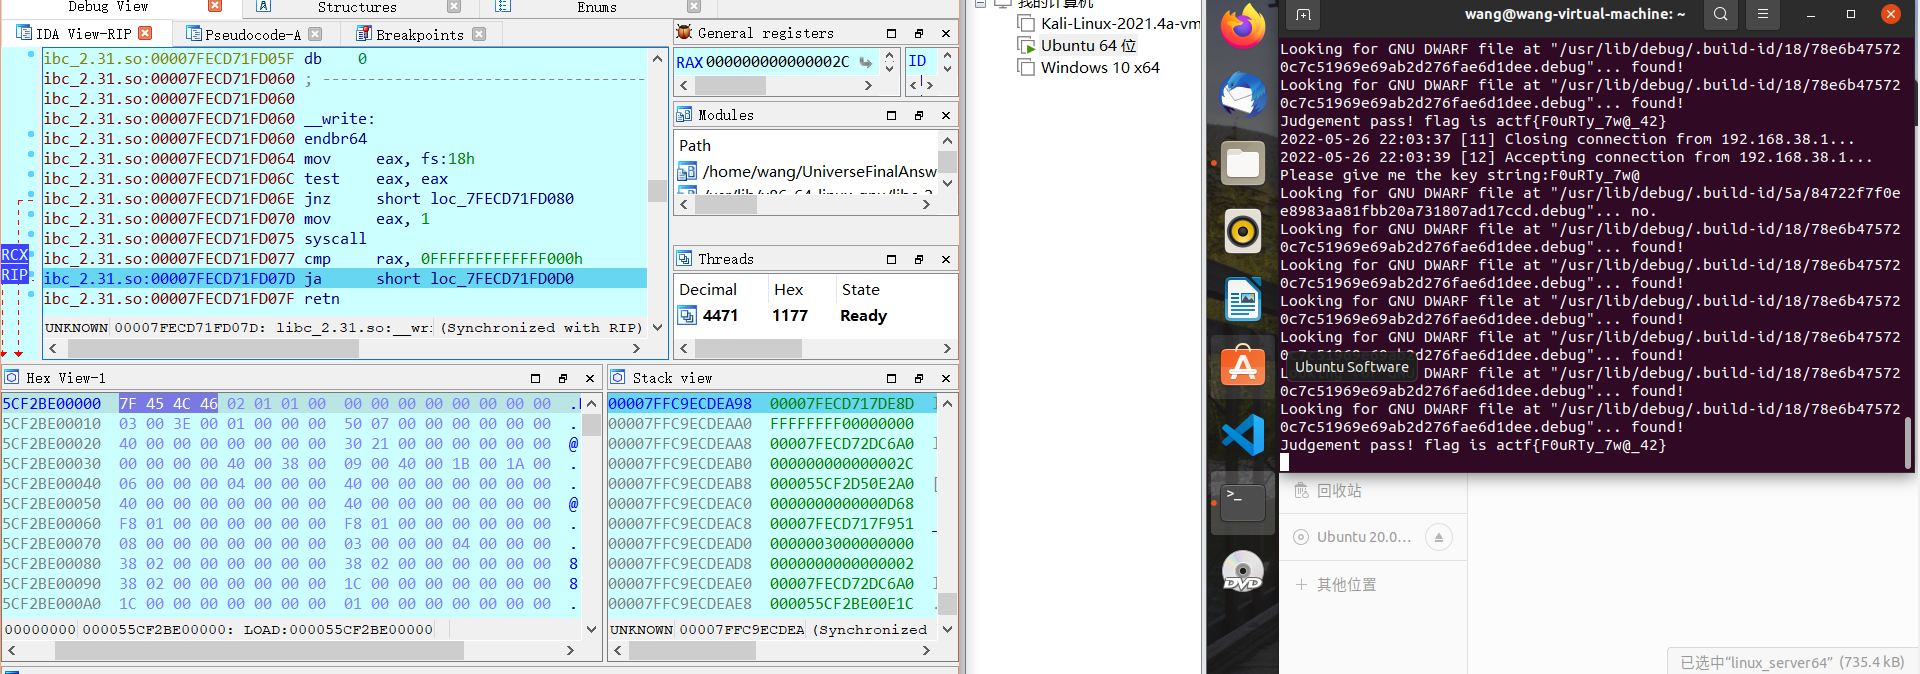 Debug View
Structures
Enums
IDA View-RIP
Pseudocode-A
Breakpoints
ibc_2.31.so:00007FECD71FD05F db    0
ibc_2.31.so:00007FECD71FD060 ; ---------------------------------------
ibc_2.31.so:00007FECD71FD060
ibc_2.31.so:00007FECD71FD060 __write:
ibc_2.31.so:00007FECD71FD060 endbr64
ibc_2.31.so:00007FECD71FD064 mov     eax, fs:18h
ibc_2.31.so:00007FECD71FD06C test    eax, eax
ibc_2.31.so:00007FECD71FD06E jnz     short loc_7FECD71FD080
ibc_2.31.so:00007FECD71FD070 mov     eax, 1
ibc_2.31.so:00007FECD71FD075 syscall
ibc_2.31.so:00007FECD71FD077 cmp     rax, 0FFFFFFFFFFFFF000h
ibc_2.31.so:00007FECD71FD07D ja      short loc_7FECD71FD0D0
ibc_2.31.so:00007FECD71FD07F retn
RCX
RIP
UNKNOWN 00007FECD71FD07D: libc_2.31.so:__wr: (Synchronized with RIP)
General registers
RAX 000000000000002C
ID
Modules
Path
/home/wang/UniverseFinalAnsw
Threads
Decimal Hex State
4471 1177 Ready
Hex View-1
5CF2BE00000 7F 45 4C 46 02 01 01 00 00 00 00 00 00 00 00 00
5CF2BE00010 03 00 3E 00 01 00 00 00 50 07 00 00 00 00 00 00 .
5CF2BE00020 40 00 00 00 00 00 00 00 30 21 00 00 00 00 00 00 @
5CF2BE00030 00 00 00 00 40 00 38 00 09 00 40 00 1B 00 1A 00 .
5CF2BE00040 06 00 00 00 04 00 00 00 40 00 00 00 00 00 00 00 .
5CF2BE00050 40 00 00 00 00 00 00 00 40 00 00 00 00 00 00 00 @
5CF2BE00060 F8 01 00 00 00 00 00 00 F8 01 00 00 00 00 00 00 .
5CF2BE00070 08 00 00 00 00 00 00 00 03 00 00 00 04 00 00 00 .
5CF2BE00080 38 02 00 00 00 00 00 00 38 02 00 00 00 00 00 00 8
5CF2BE00090 38 02 00 00 00 00 00 00 1C 00 00 00 00 00 00 00 8
5CF2BE000A0 1C 00 00 00 00 00 00 00 01 00 00 00 00 00 00 00 .
00000000 000055CF2BE00000: LOAD:000055CF2BE00000
Stack view
00007FFC9ECDEA98 00007FECD717DE8D
00007FFC9ECDEAA0 FFFFFFFF00000000
00007FFC9ECDEAA8 00007FECD72DC6A0
00007FFC9ECDEAB0 000000000000002C
00007FFC9ECDEAB8 000055CF2D50E2A0 [
00007FFC9ECDEAC0 0000000000000D68
00007FFC9ECDEAC8 00007FECD717F951
00007FFC9ECDEAD0 0000003000000000
00007FFC9ECDEAD8 0000000000000002
00007FFC9ECDEAE0 00007FECD72DC6A0
00007FFC9ECDEAE8 000055CF2BE00E1C
UNKNOWN 00007FFC9ECDEA (Synchronized
我的计算机
Kali-Linux-2021.4a-vm
Ubuntu 64 位
Windows 10 x64
wang@wang-virtual-machine: ~
Looking for GNU DWARF file at "/usr/lib/debug/.build-id/18/78e6b47572
0c7c51969e69ab2d276fae6d1dee.debug"... found!
Looking for GNU DWARF file at "/usr/lib/debug/.build-id/18/78e6b47572
0c7c51969e69ab2d276fae6d1dee.debug"... found!
Judgement pass! flag is actf{F0uRTy_7w@_42}
2022-05-26 22:03:37 [11] Closing connection from 192.168.38.1...
2022-05-26 22:03:39 [12] Accepting connection from 192.168.38.1...
Please give me the key string:F0uRTy_7w@
Looking for GNU DWARF file at "/usr/lib/debug/.build-id/5a/84722f7f0e
e8983aa81fbb20a731807ad17ccd.debug"... no.
Looking for GNU DWARF file at "/usr/lib/debug/.build-id/18/78e6b47572
0c7c51969e69ab2d276fae6d1dee.debug"... found!
Looking for GNU DWARF file at "/usr/lib/debug/.build-id/18/78e6b47572
0c7c51969e69ab2d276fae6d1dee.debug"... found!
Looking for GNU DWARF file at "/usr/lib/debug/.build-id/18/78e6b47572
0c7c51969e69ab2d276fae6d1dee.debug"... found!
Looking for GNU DWARF file at "/usr/lib/debug/.build-id/18/78e6b47572
d276fae6d1dee.debug"... found!
Ubuntu Software
DWARF file at "/usr/lib/debug/.build-id/18/78e6b47572
0c7c51969e69ab2d276fae6d1dee.debug"... found!
Looking for GNU DWARF file at "/usr/lib/debug/.build-id/18/78e6b47572
0c7c51969e69ab2d276fae6d1dee.debug"... found!
Judgement pass! flag is actf{F0uRTy_7w@_42}
DVD
回收站
Ubuntu 20.0...
其他位置
已选中“linux_server64” (735.4 kB)